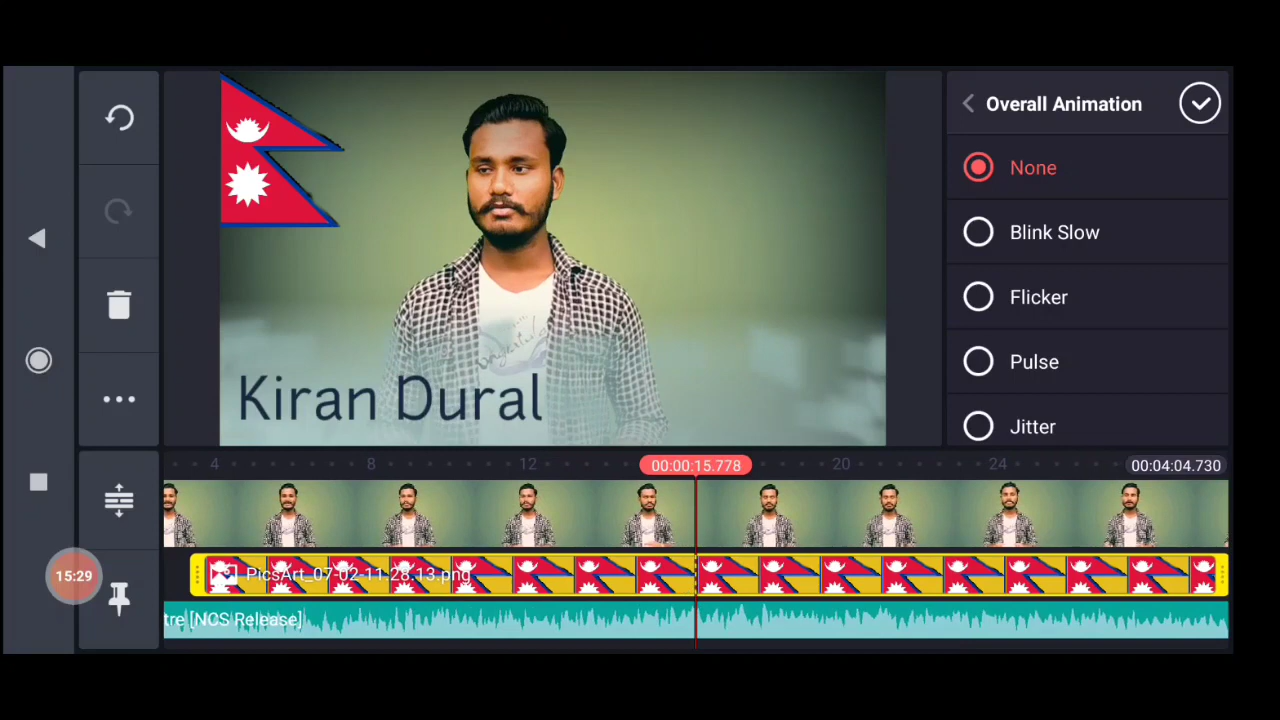 Overall Animation
None
Blink Slow
Flicker
Pulse
Jitter
Kiran Dural
4 8 12 00:00:15.778 20 24 00:04:04.730
PicsArt_07-02-11.28.13.png
15:29
tre [NCS Release]